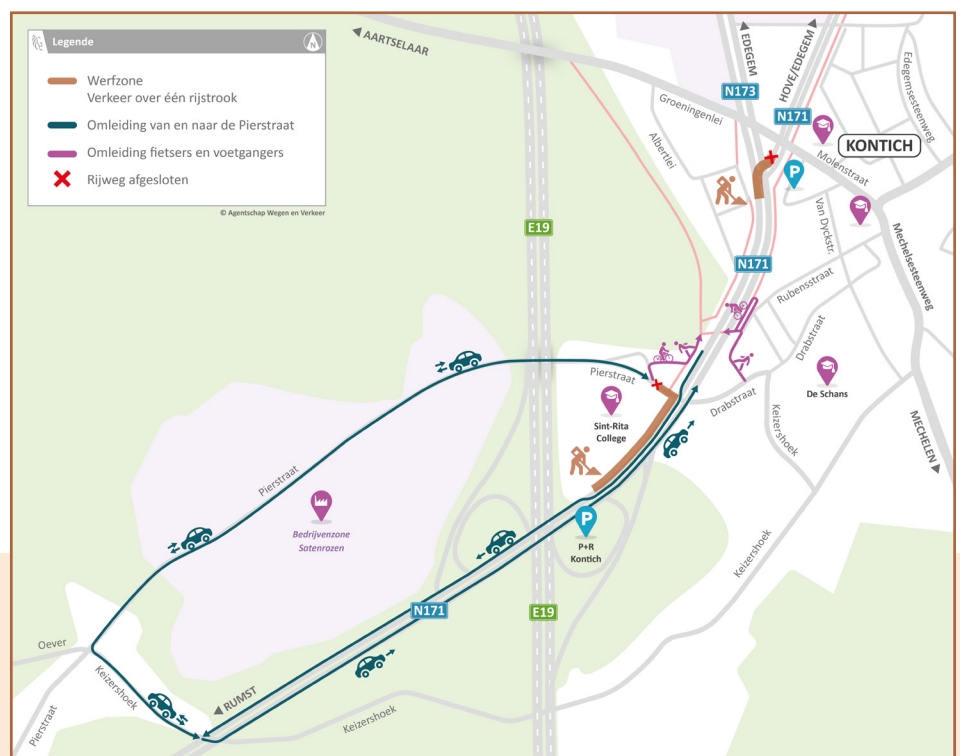 Legende
Werfzone
Verkeer over één rijstrook
Omleiding van en naar de Pierstraat
Omleiding fietsers en voetgangers
Rijweg afgesloten
© Agentschap Wegen en Verkeer
N
AARTSELAAR
EDEGEM
HOVE/EDEGEM
Edegemsesteenweg
N173
Groeningenlei
N171
KONTICH
Albertlei
Molenstraat
P
Van Dyckstr.
Mechelsesteenweg
E19
N171
Rubensstraat
Drabstraat
Pierstraat
De Schans
Drabstraat
Sint-Rita
College
Keizershoek
MECHELEN
Pierstraat
Bedrijvenzone
Satenrozen
P
P+R
Kontich
Keizershoek
N171
E19
Oever
Keizershoek
RUMST
Pierstraat
Keizershoek